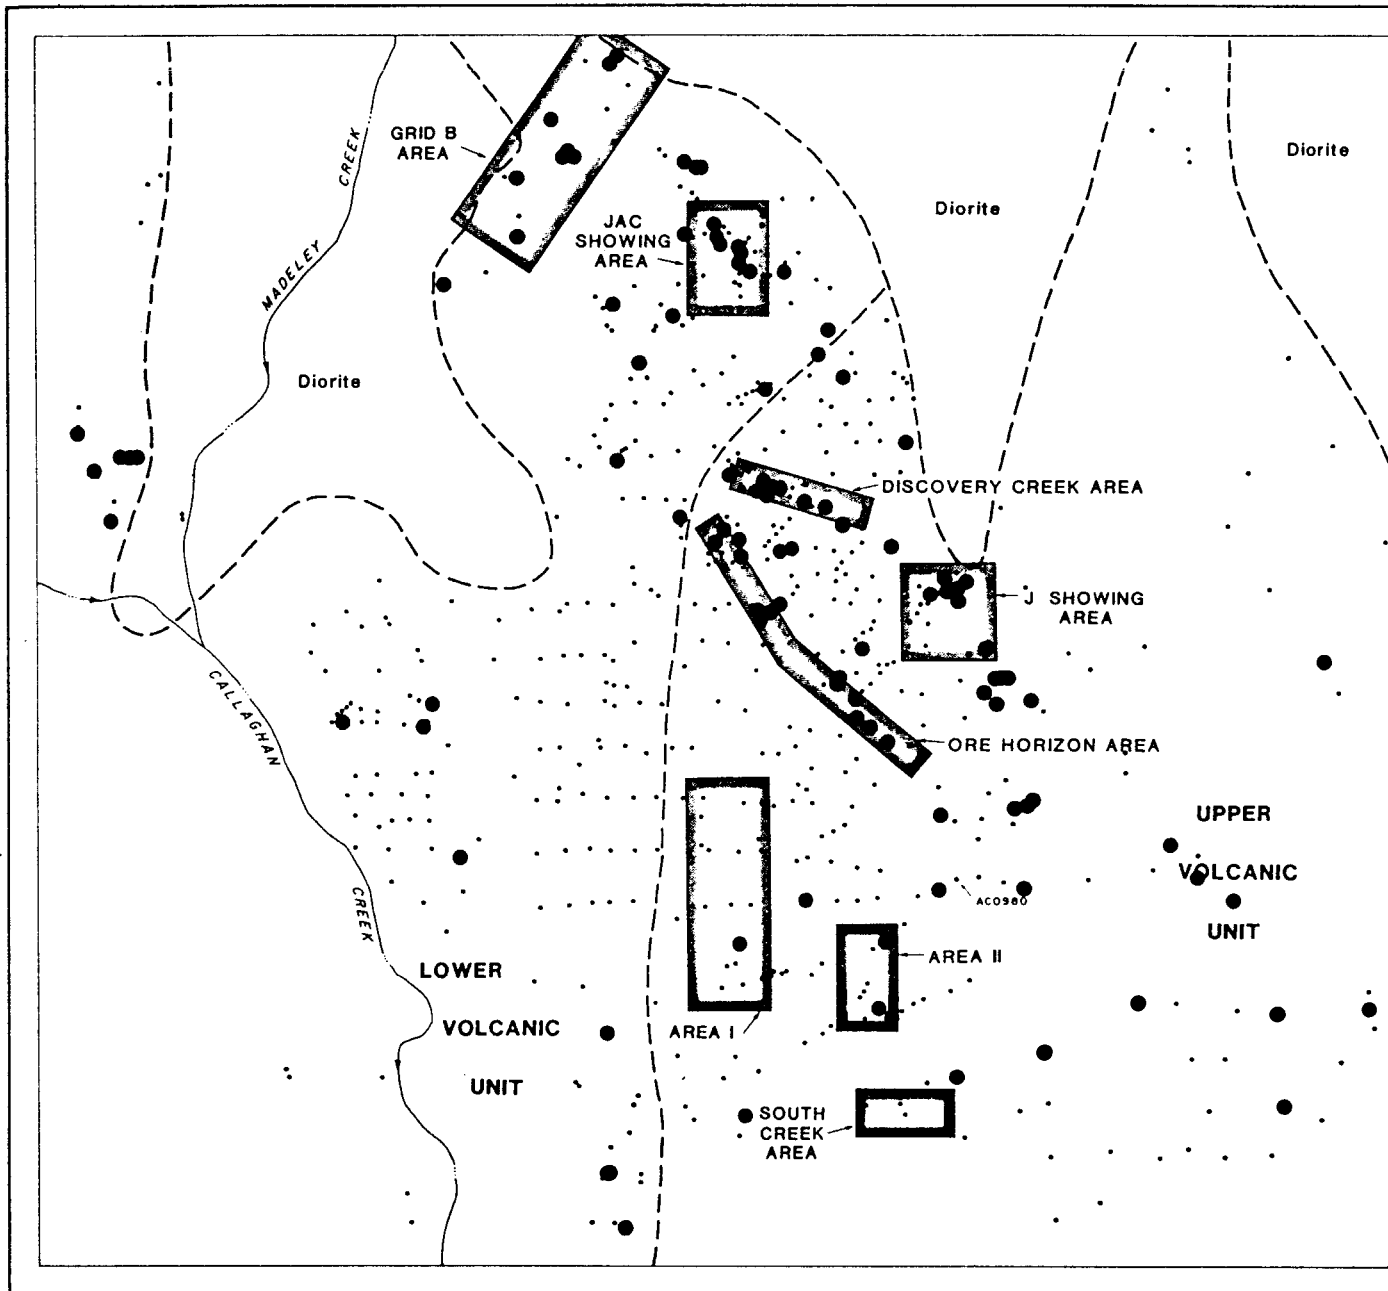 GRID B
AREA
CREEK
MADELEY
JAC
SHOWING
AREA
Diorite
Diorite
Diorite
DISCOVERY CREEK AREA
J SHOWING
AREA
CALLAGHAN
CREEK
ORE HORIZON AREA
UPPER
VOLCANIC
UNIT
AC0980
LOWER
VOLCANIC
UNIT
AREA II
AREA I
SOUTH
CREEK
AREA